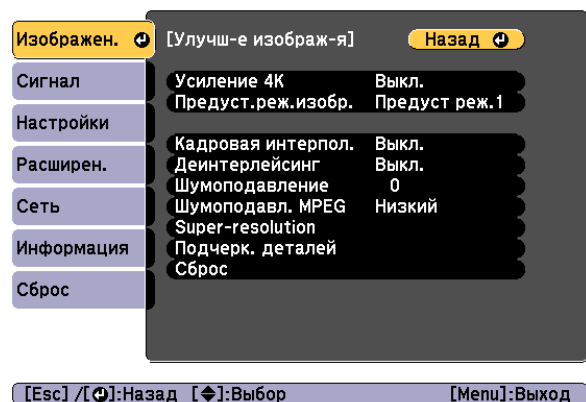 Изображен.
[Улучш-е изображ-я]
Назад
Сигнал
Настройки
Расширен.
Сеть
Информация
Сброс
Усиление 4K Выкл.
Предуст.реж.изобр. Предуст реж.1
Кадровая интерпол. Выкл.
Деинтерлейсинг Выкл.
Шумоподавление 0
Шумоподавл. MPEG Низкий
Super-resolution
Подчерк. деталей
Сброс
[Esc] /[ ]:Назад [ ]:Выбор [Menu]:Выход